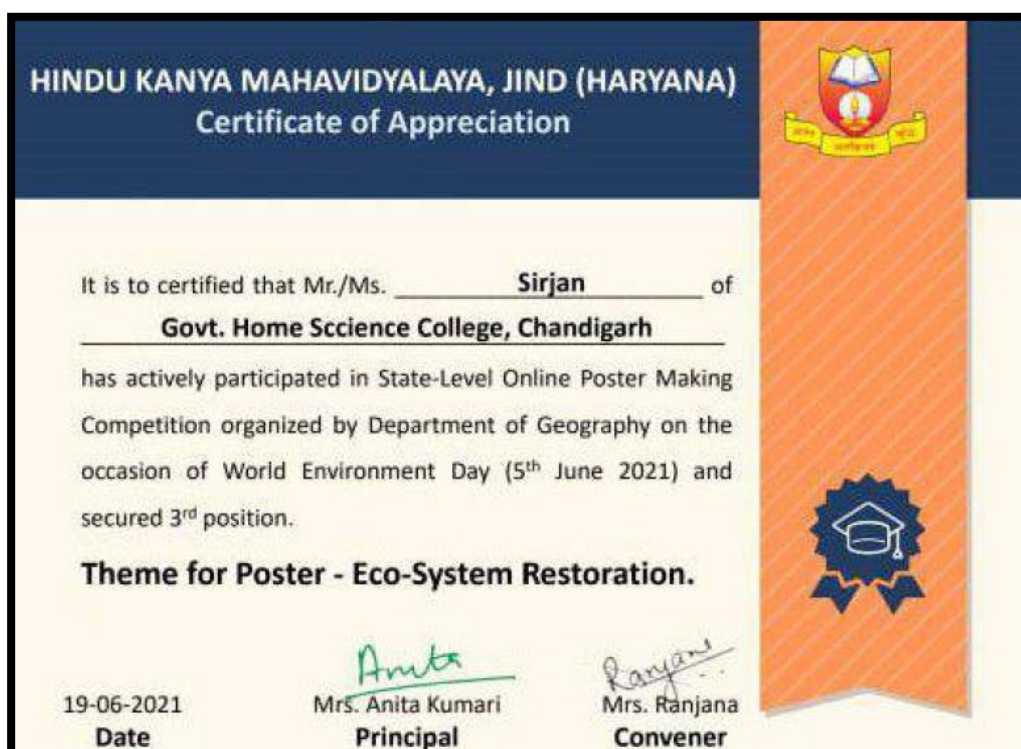 HINDU KANYA MAHAVIDYALAYA, JIND (HARYANA)
Certificate of Appreciation
It is to certified that Mr./Ms. Sirjan of
Govt. Home Sccience College, Chandigarh
has actively participated in State-Level Online Poster Making
Competition organized by Department of Geography on the
occasion of World Environment Day (5th June 2021) and
secured 3rd position.
Theme for Poster - Eco-System Restoration.
Anita
Ranjana
19-06-2021
Mrs. Anita Kumari
Mrs. Ranjana
Date
Principal
Convener